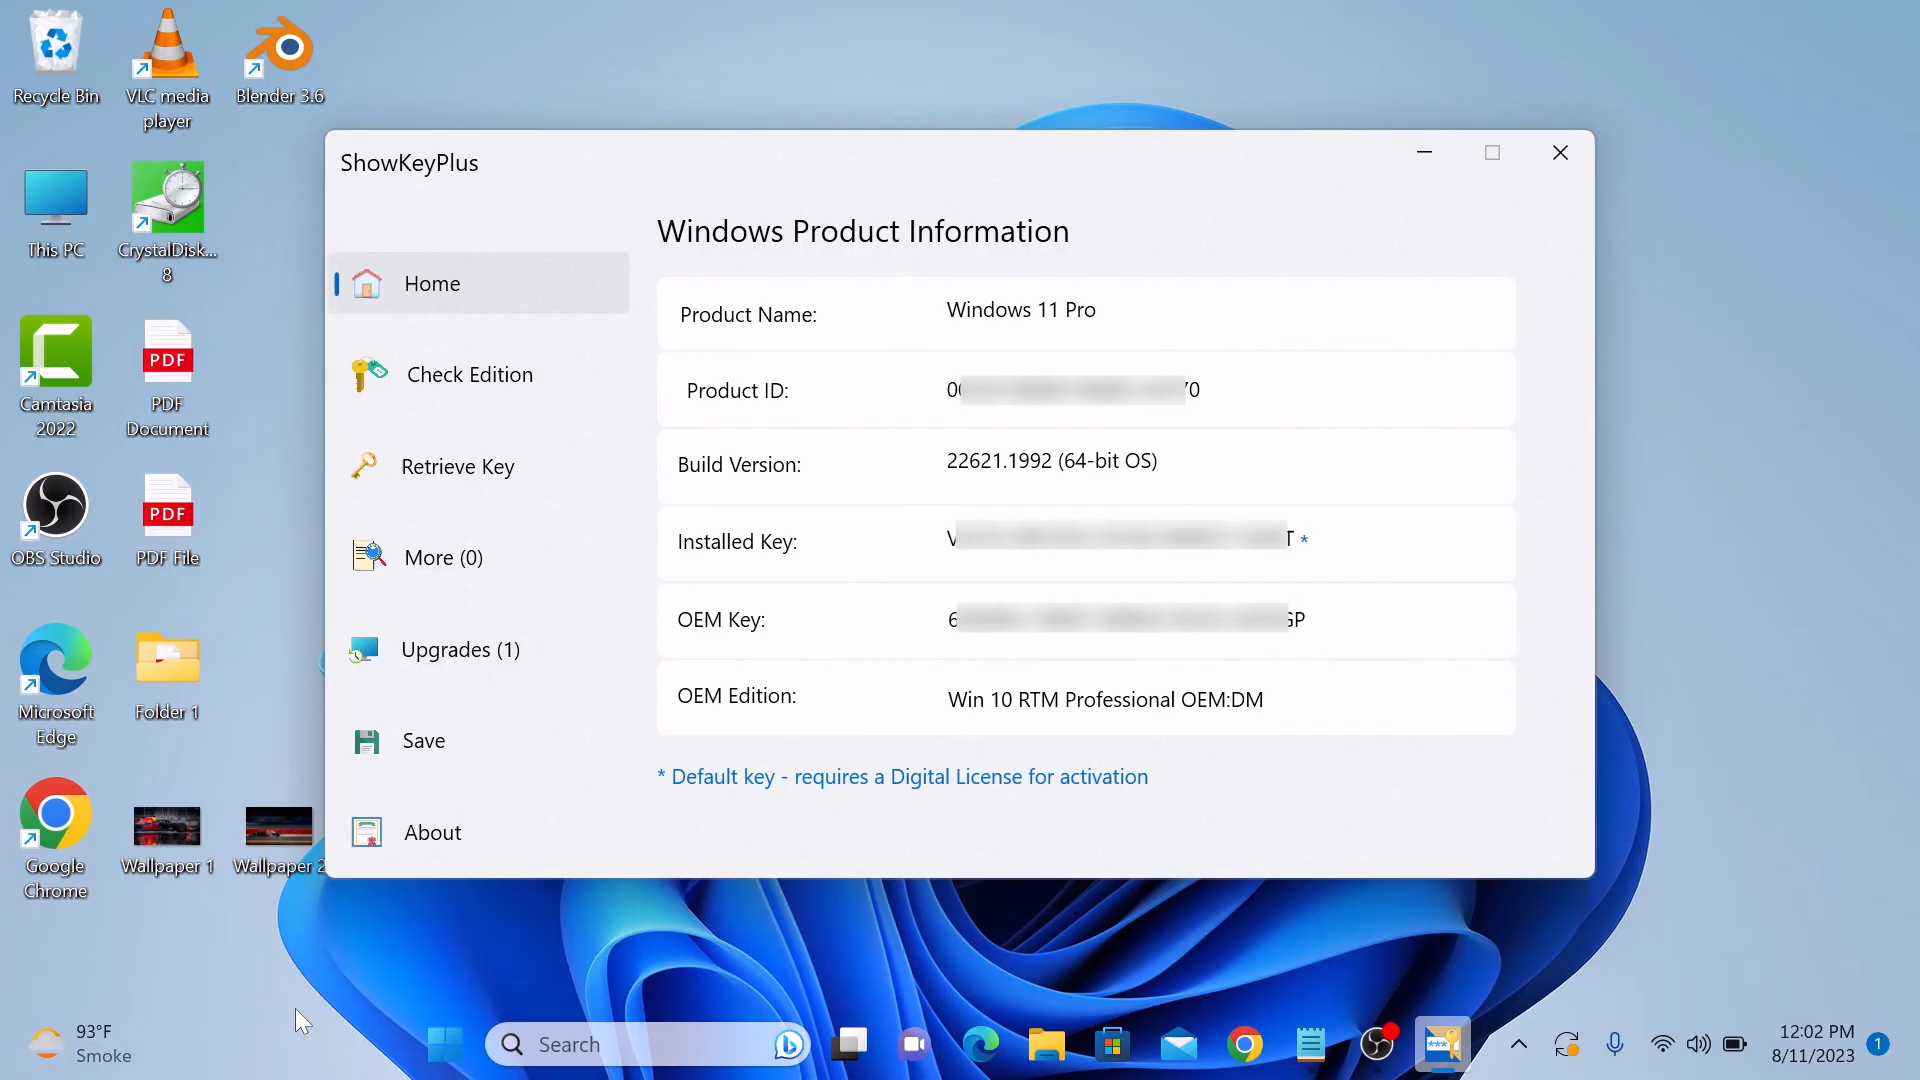 Recycle Bin
VLC media
player
Blender 3.6
This PC
CrystalDisk...
8
Camtasia
2022
PDF
PDF
Document
OBS Studio
PDF
PDF File
Microsoft
Edge
Folder 1
Google
Chrome
Wallpaper 1
Wallpaper 2
ShowKeyPlus
Home
Check Edition
Retrieve Key
More (0)
Upgrades (1)
Save
About
Windows Product Information
Product Name: Windows 11 Pro
Product ID:
Build Version: 22621.1992 (64-bit OS)
Installed Key: *
OEM Key:
OEM Edition: Win 10 RTM Professional OEM:DM
* Default key - requires a Digital License for activation
93°F
Smoke
Search
12:02 PM
8/11/2023
1